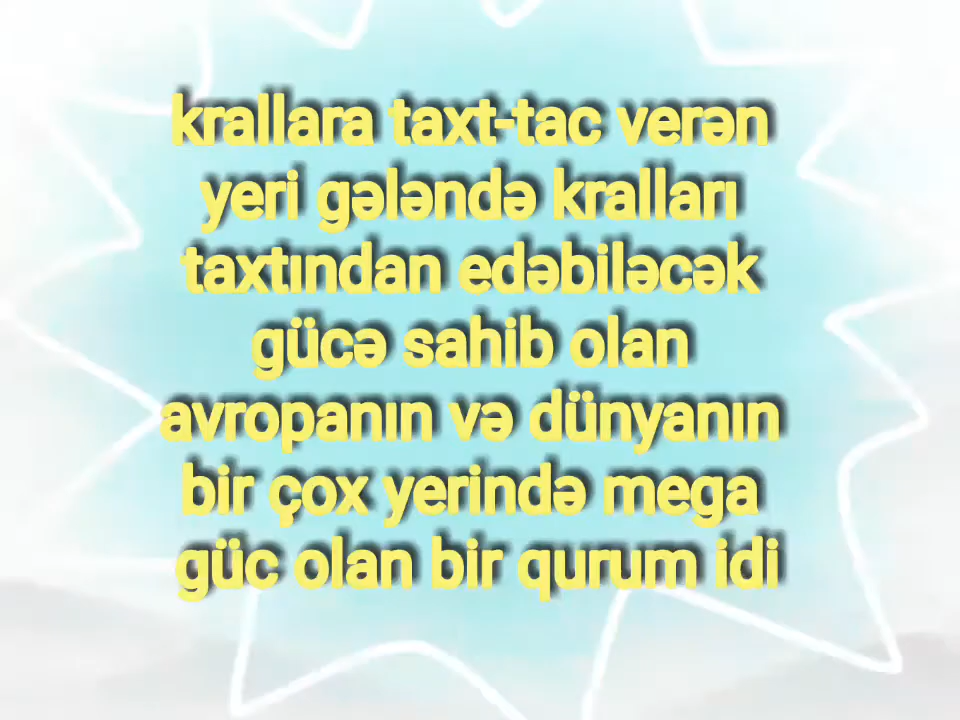 krallara taxt-tac verən
yeri gələndə kralları
taxtından edəbiləcək
gücə sahib olan
avropanın və dünyanın
bir çox yerində mega
güc olan bir qurum idi